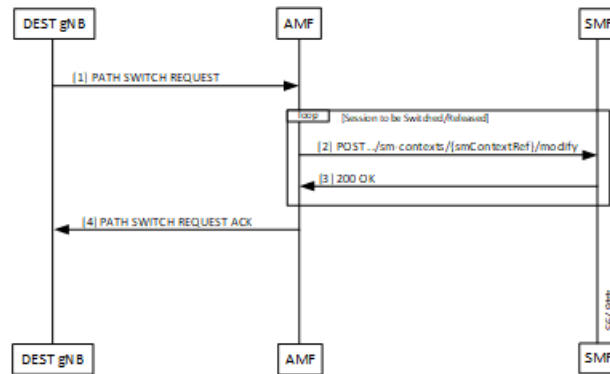 DEST gNB AMF SMF
(1) PATH SWITCH REQUEST
loop [Session to be Switched/Released]
(2) POST ../sm-contexts/{smContextRef}/modify
(3) 200 OK
(4) PATH SWITCH REQUEST ACK
DEST gNB AMF SMF